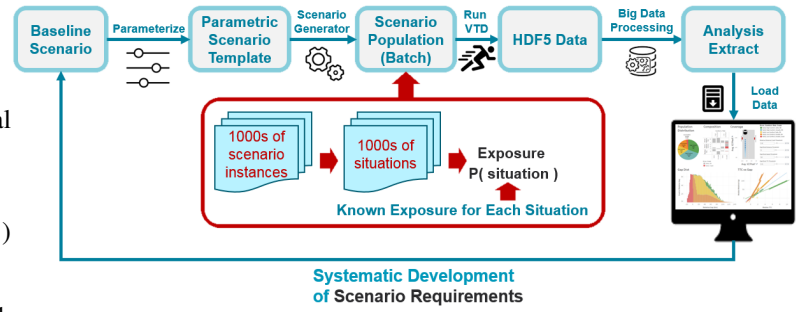 Baseline
Scenario
Parameterize
Parametric
Scenario
Template
Scenario
Generator
Scenario
Population
(Batch)
Run
VTD
HDF5 Data
Big Data
Processing
Analysis
Extract
Load
Data
al
)
1000s of
scenario
instances
1000s of
situations
Exposure
P( situation )
Known Exposure for Each Situation
Systematic Development
of Scenario Requirements